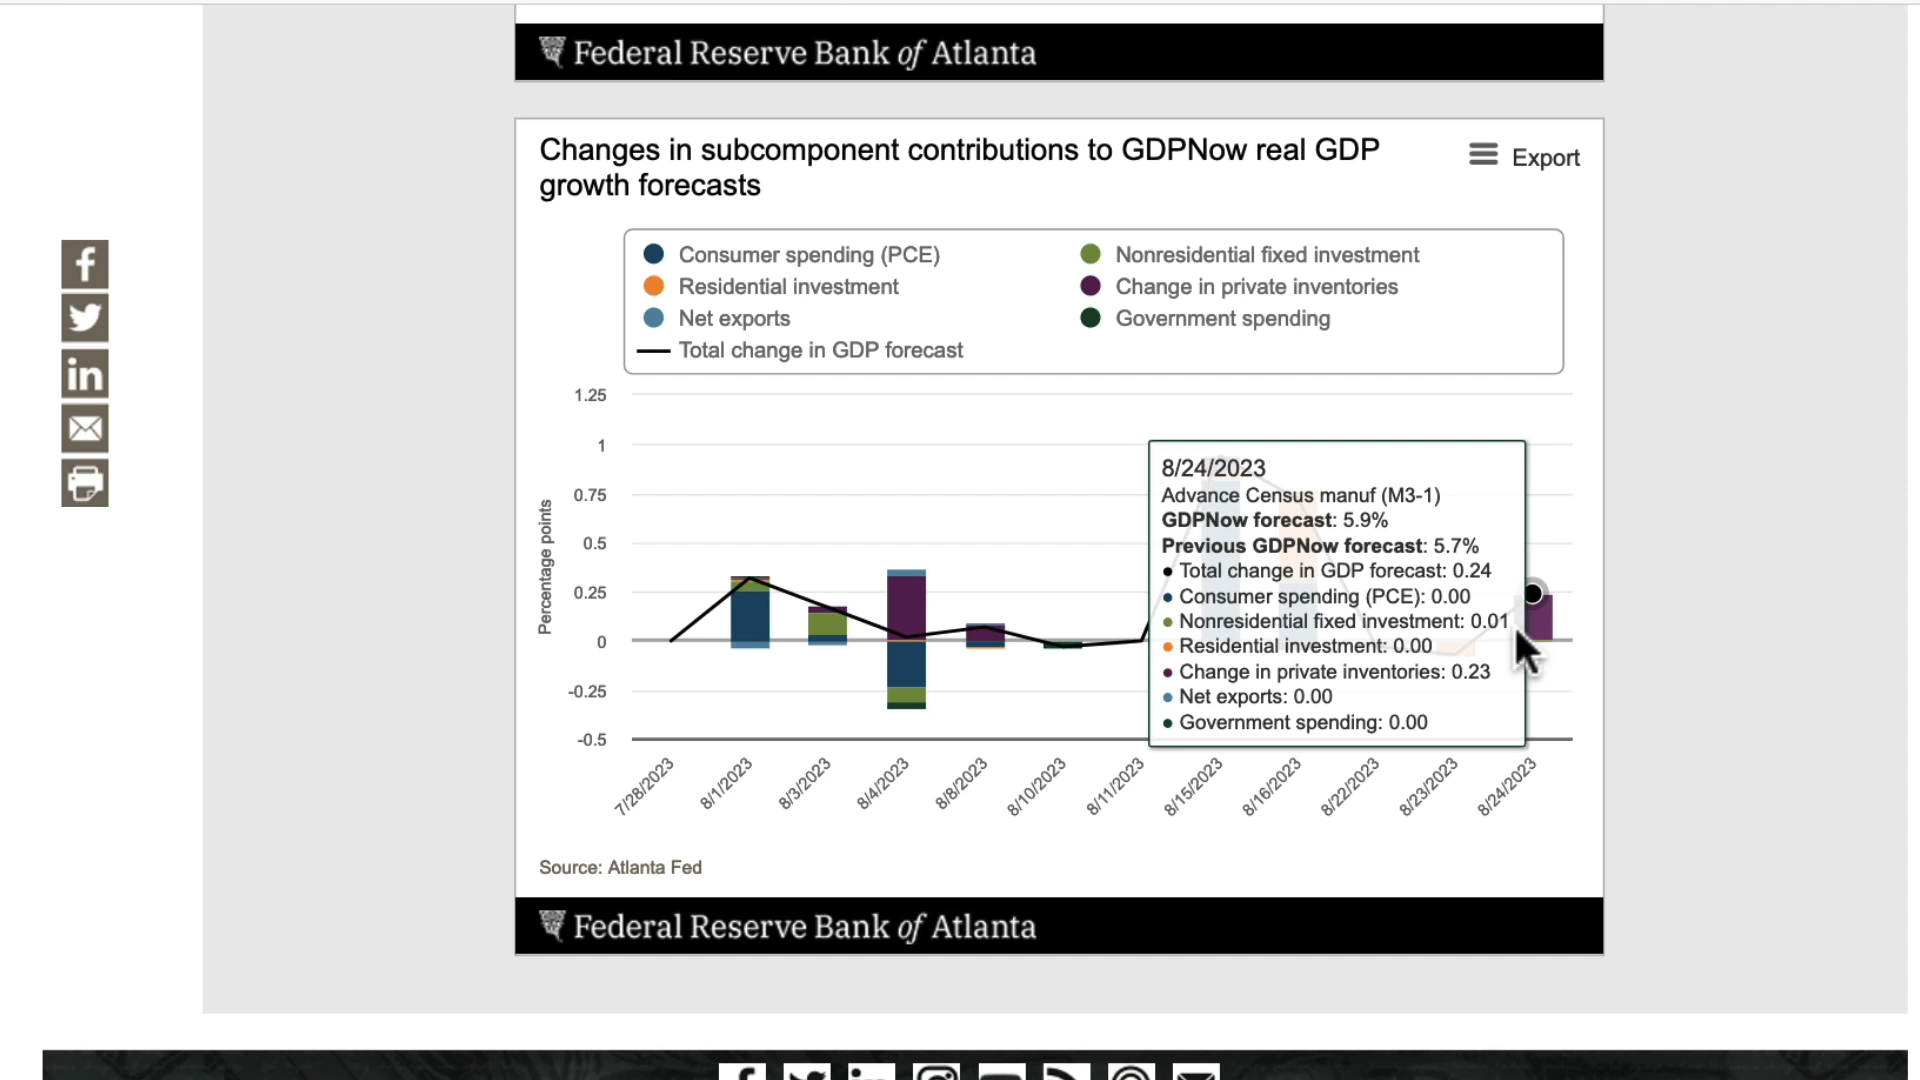 Federal Reserve Bank of Atlanta
Changes in subcomponent contributions to GDPNow real GDP
growth forecasts
Export
Consumer spending (PCE)
Nonresidential fixed investment
Residential investment
Change in private inventories
Net exports
Government spending
Total change in GDP forecast
Percentage points
1.25
1
0.75
0.5
0.25
0
-0.25
-0.5
8/24/2023
Advance Census manuf (M3-1)
GDPNow forecast: 5.9%
Previous GDPNow forecast: 5.7%
● Total change in GDP forecast: 0.24
● Consumer spending (PCE): 0.00
● Nonresidential fixed investment: 0.01
● Residential investment: 0.00
● Change in private inventories: 0.23
● Net exports: 0.00
● Government spending: 0.00
7/28/2023
8/1/2023
8/3/2023
8/4/2023
8/8/2023
8/10/2023
8/11/2023
8/15/2023
8/16/2023
8/22/2023
8/23/2023
8/24/2023
Source: Atlanta Fed
Federal Reserve Bank of Atlanta